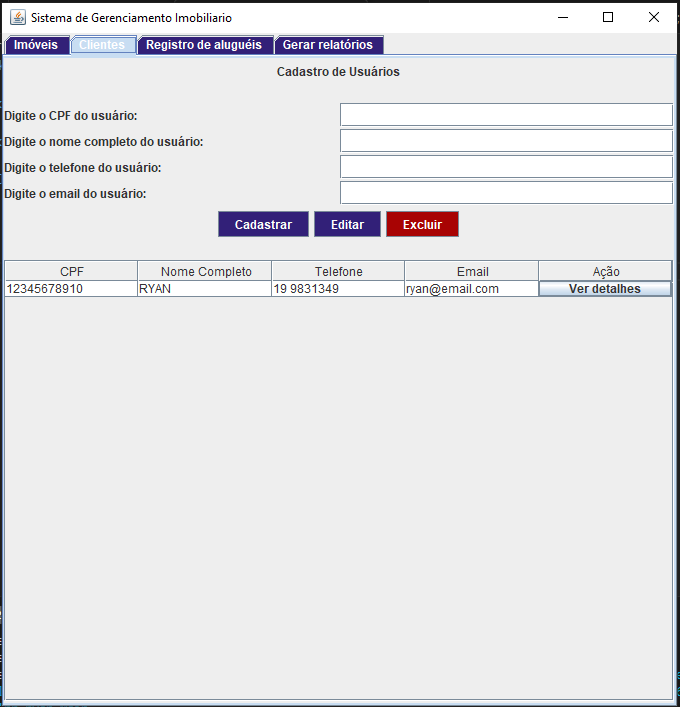 Sistema de Gerenciamento Imobiliario
Imóveis Clientes Registro de aluguéis Gerar relatórios
Cadastro de Usuários
Digite o CPF do usuário:
Digite o nome completo do usuário:
Digite o telefone do usuário:
Digite o email do usuário:
Cadastrar Editar Excluir
CPF Nome Completo Telefone Email Ação
12345678910 RYAN 19 9831349 ryan@email.com Ver detalhes